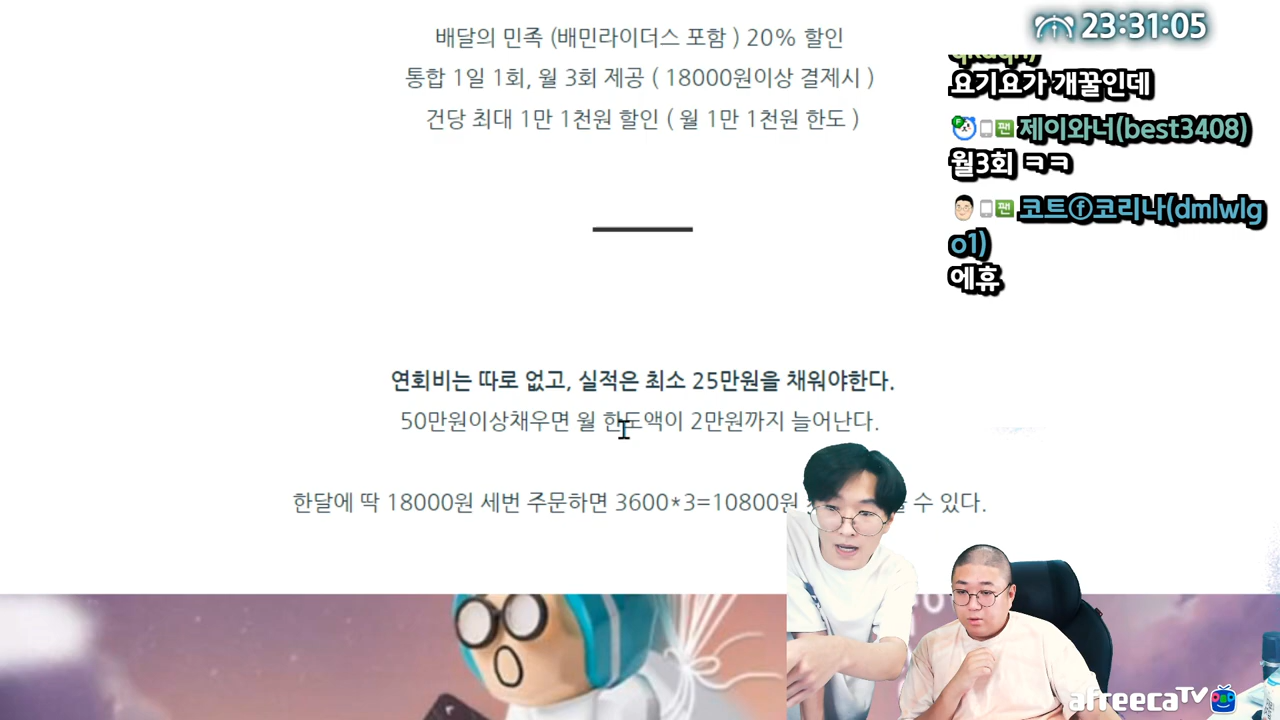 배달의 민족 (배민라이더스 포함 ) 20% 할인
통합 1일 1회, 월 3회 제공 ( 18000원이상 결제시 )
건당 최대 1만 1천원 할인 ( 월 1만 1천원 한도 )
연회비는 따로 없고, 실적은 최소 25만원을 채워야한다.
50만원이상채우면 월 한도액이 2만원까지 늘어난다.
한달에 딱 18000원 세번 주문하면 3600*3=10800원 수 있다.
23:31:05
요기요가 개꿀인데
팬 제이와너(best3408)
월3회 ㅋㅋ
팬 코트ⓕ코리나(dmlwlg
o1)
에휴
afreecaTV